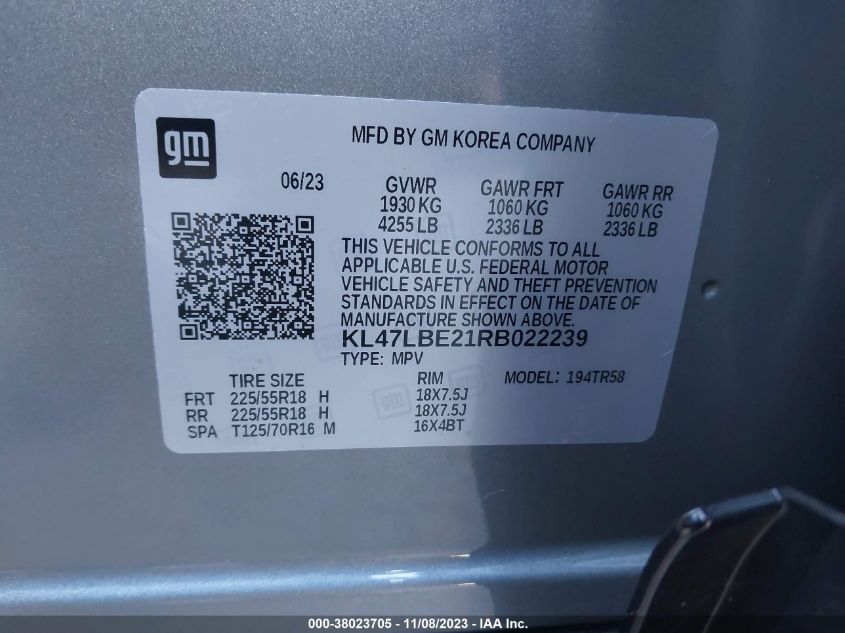 gm
MFD BY GM KOREA COMPANY
06/23 GVWR GAWR FRT GAWR RR
1930 KG 1060 KG 1060 KG
4255 LB 2336 LB 2336 LB
THIS VEHICLE CONFORMS TO ALL
APPLICABLE U.S. FEDERAL MOTOR
VEHICLE SAFETY AND THEFT PREVENTION
STANDARDS IN EFFECT ON THE DATE OF
MANUFACTURE SHOWN ABOVE.
KL47LBE21RB022239
TYPE: MPV
TIRE SIZE RIM MODEL: 194TR58
FRT 225/55R18 H 18X7.5J
RR 225/55R18 H 18X7.5J
SPA T125/70R16 M 16X4BT
000-38023705 - 11/08/2023 - IAA Inc.